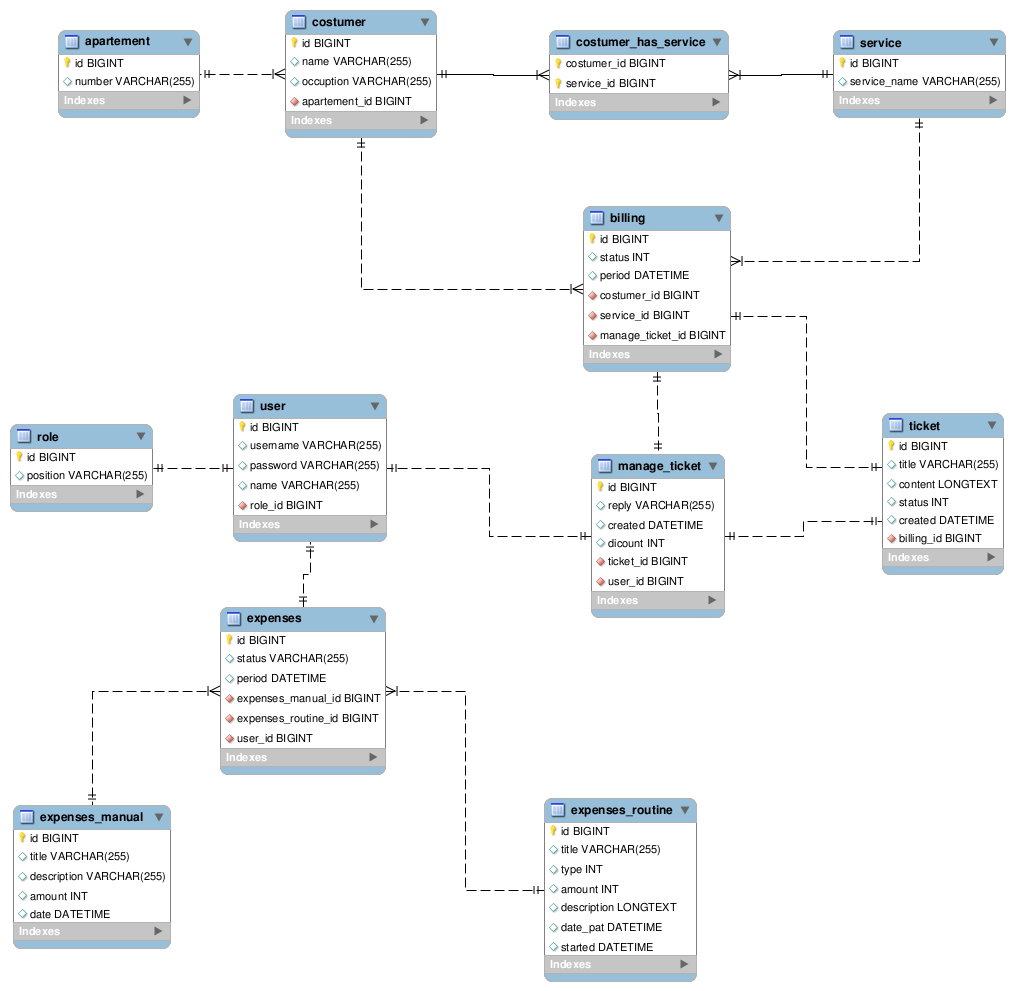 apartement
id BIGINT
number VARCHAR(255)
Indexes
costumer
id BIGINT
name VARCHAR(255)
occuption VARCHAR(255)
apartement_id BIGINT
Indexes
costumer_has_service
costumer_id BIGINT
service_id BIGINT
Indexes
service
id BIGINT
service_name VARCHAR(255)
Indexes
billing
id BIGINT
status INT
period DATETIME
costumer_id BIGINT
service_id BIGINT
manage_ticket_id BIGINT
Indexes
role
id BIGINT
position VARCHAR(255)
Indexes
user
id BIGINT
username VARCHAR(255)
password VARCHAR(255)
name VARCHAR(255)
role_id BIGINT
Indexes
manage_ticket
id BIGINT
reply VARCHAR(255)
created DATETIME
dicount INT
ticket_id BIGINT
user_id BIGINT
Indexes
ticket
id BIGINT
title VARCHAR(255)
content LONGTEXT
status INT
created DATETIME
billing_id BIGINT
Indexes
expenses
id BIGINT
status VARCHAR(255)
period DATETIME
expenses_manual_id BIGINT
expenses_routine_id BIGINT
user_id BIGINT
Indexes
expenses_manual
id BIGINT
title VARCHAR(255)
description VARCHAR(255)
amount INT
date DATETIME
Indexes
expenses_routine
id BIGINT
title VARCHAR(255)
type INT
amount INT
description LONGTEXT
date_pat DATETIME
started DATETIME
Indexes